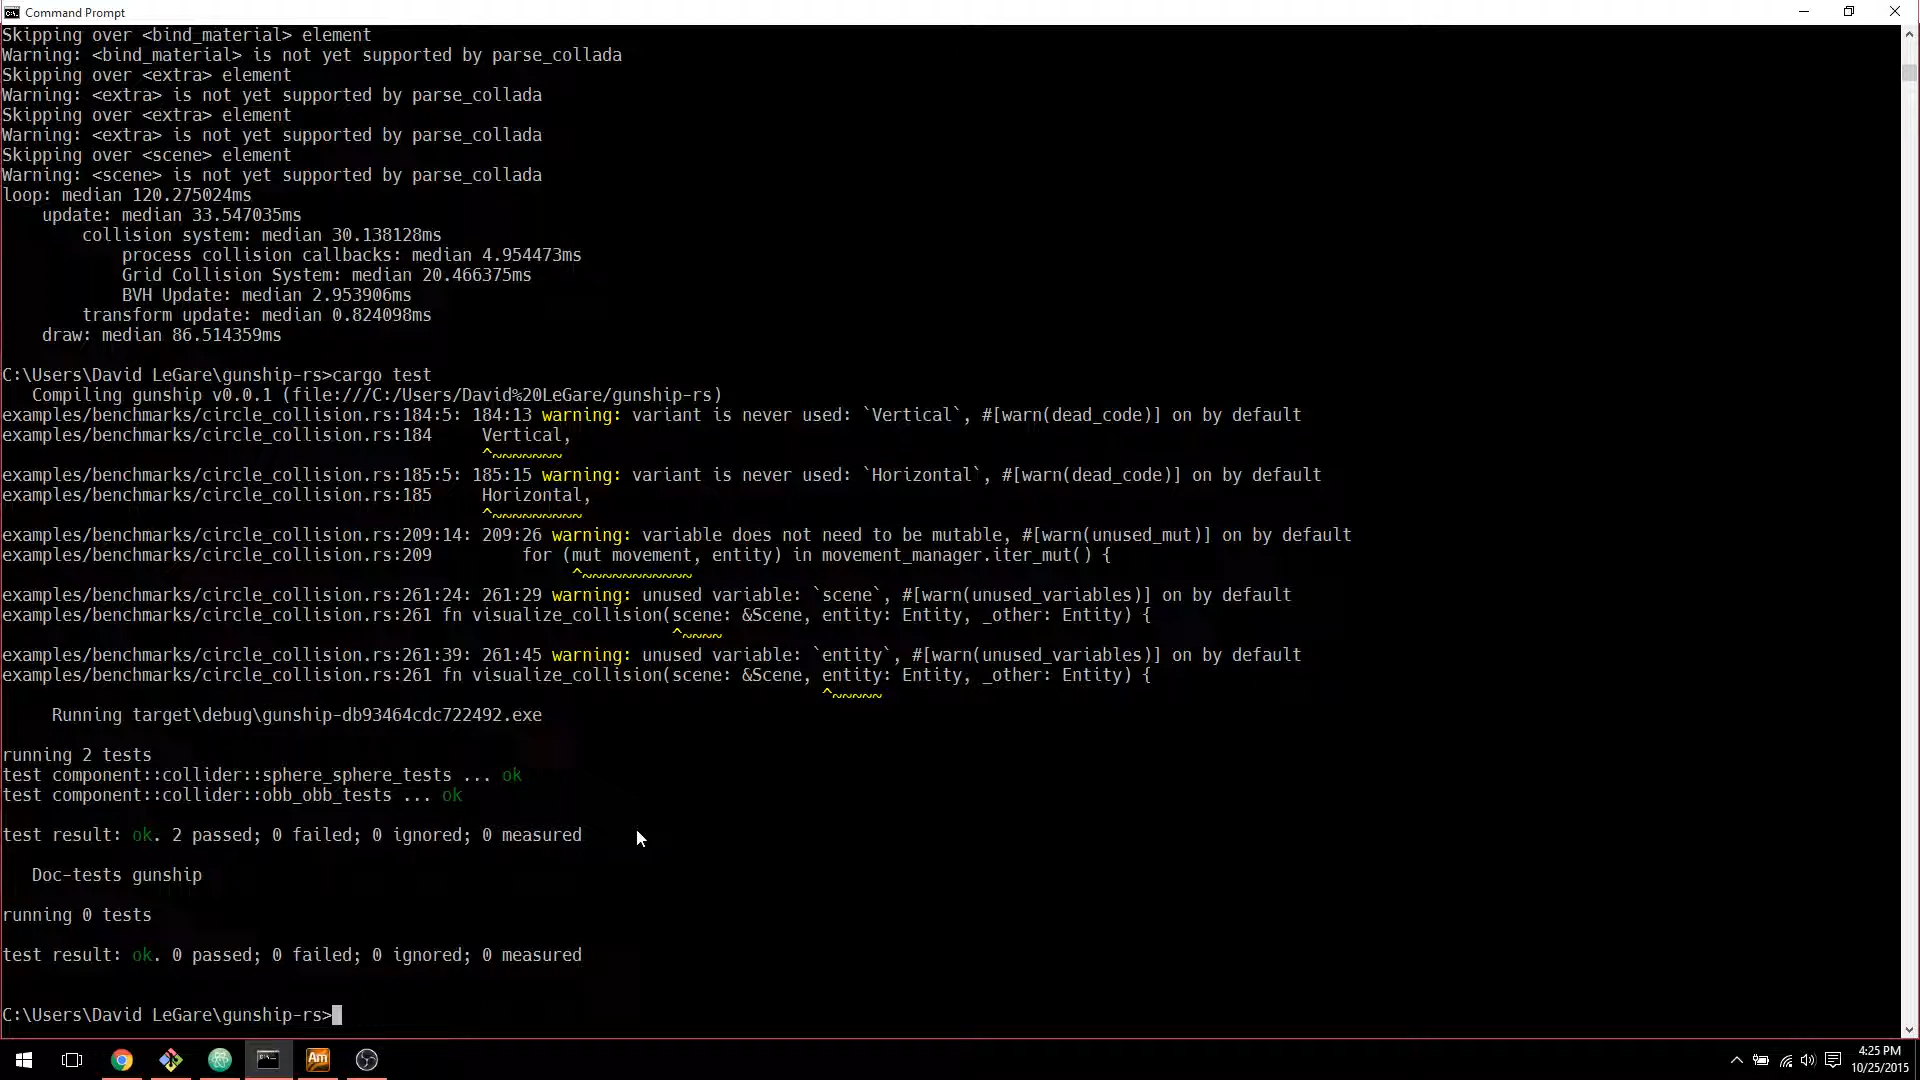 Command Prompt
Skipping over <bind_material> element
Warning: <bind_material> is not yet supported by parse_collada
Skipping over <extra> element
Warning: <extra> is not yet supported by parse_collada
Skipping over <extra> element
Warning: <extra> is not yet supported by parse_collada
Skipping over <scene> element
Warning: <scene> is not yet supported by parse_collada
loop: median 120.275024ms
    update: median 33.547035ms
        collision system: median 30.138128ms
            process collision callbacks: median 4.954473ms
            Grid Collision System: median 20.466375ms
            BVH Update: median 2.953906ms
        transform update: median 0.824098ms
    draw: median 86.514359ms
C:\Users\David LeGare\gunship-rs>cargo test
   Compiling gunship v0.0.1 (file:///C:/Users/David%20LeGare/gunship-rs)
examples/benchmarks/circle_collision.rs:184:5: 184:13 warning: variant is never used: `Vertical`, #[warn(dead_code)] on by default
examples/benchmarks/circle_collision.rs:184     Vertical,
                                                ^~~~~~~~
examples/benchmarks/circle_collision.rs:185:5: 185:15 warning: variant is never used: `Horizontal`, #[warn(dead_code)] on by default
examples/benchmarks/circle_collision.rs:185     Horizontal,
                                                ^~~~~~~~~~
examples/benchmarks/circle_collision.rs:209:14: 209:26 warning: variable does not need to be mutable, #[warn(unused_mut)] on by default
examples/benchmarks/circle_collision.rs:209         for (mut movement, entity) in movement_manager.iter_mut() {
                                                         ^~~~~~~~~~~~
examples/benchmarks/circle_collision.rs:261:24: 261:29 warning: unused variable: `scene`, #[warn(unused_variables)] on by default
examples/benchmarks/circle_collision.rs:261 fn visualize_collision(scene: &Scene, entity: Entity, _other: Entity) {
                                                                   ^~~~~
examples/benchmarks/circle_collision.rs:261:39: 261:45 warning: unused variable: `entity`, #[warn(unused_variables)] on by default
examples/benchmarks/circle_collision.rs:261 fn visualize_collision(scene: &Scene, entity: Entity, _other: Entity) {
                                                                                  ^~~~~~
     Running target\debug\gunship-db93464cdc722492.exe
running 2 tests
test component::collider::sphere_sphere_tests ... ok
test component::collider::obb_obb_tests ... ok
test result: ok. 2 passed; 0 failed; 0 ignored; 0 measured
   Doc-tests gunship
running 0 tests
test result: ok. 0 passed; 0 failed; 0 ignored; 0 measured
C:\Users\David LeGare\gunship-rs>
Am
4:25 PM
10/25/2015